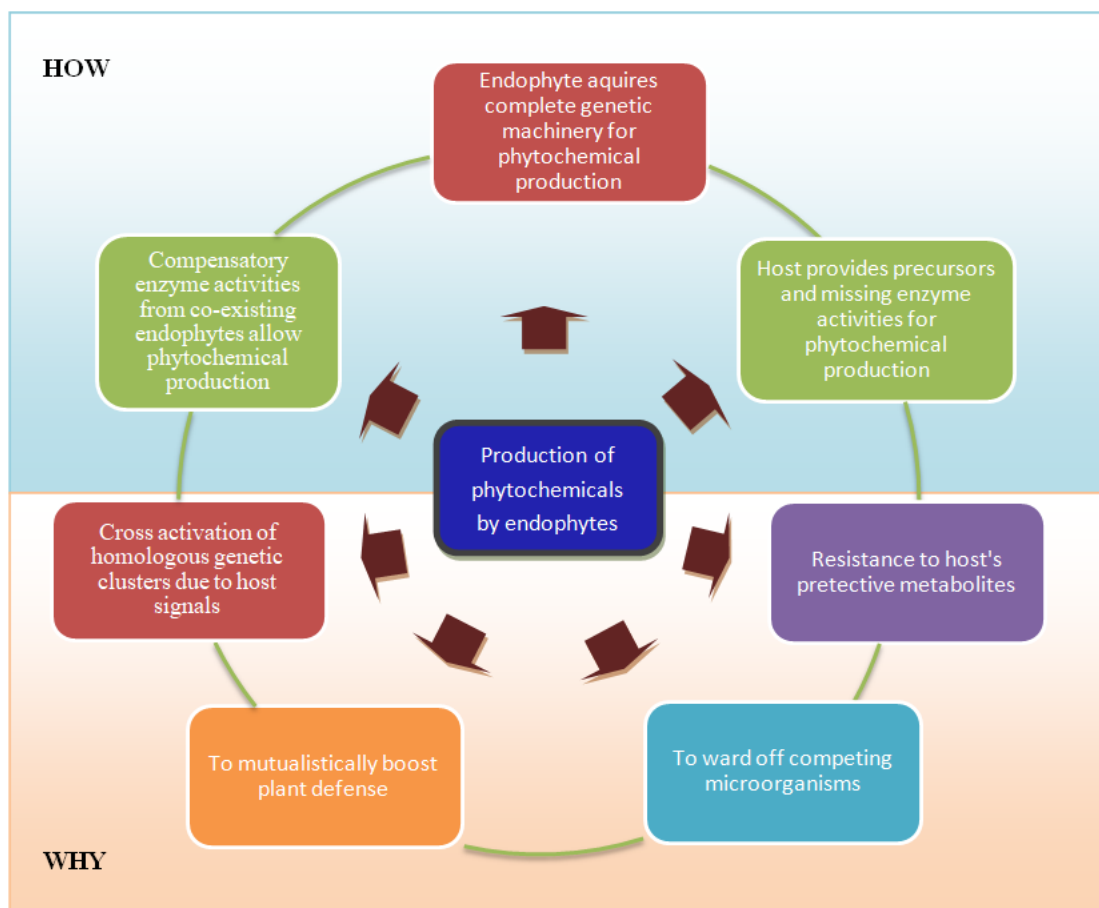 HOW
Endophyte aquires
complete genetic
machinery for
phytochemical
production
Compensatory
enzyme activities
from co-existing
endophytes allow
phytochemical
production
Host provides precursors
and missing enzyme
activities for
phytochemical
production
Production of
phytochemicals
by endophytes
Cross activation of
homologous genetic
clusters due to host
signals
Resistance to host's
pretective metabolites
To mutualistically boost
plant defense
To ward off competing
microorganisms
WHY